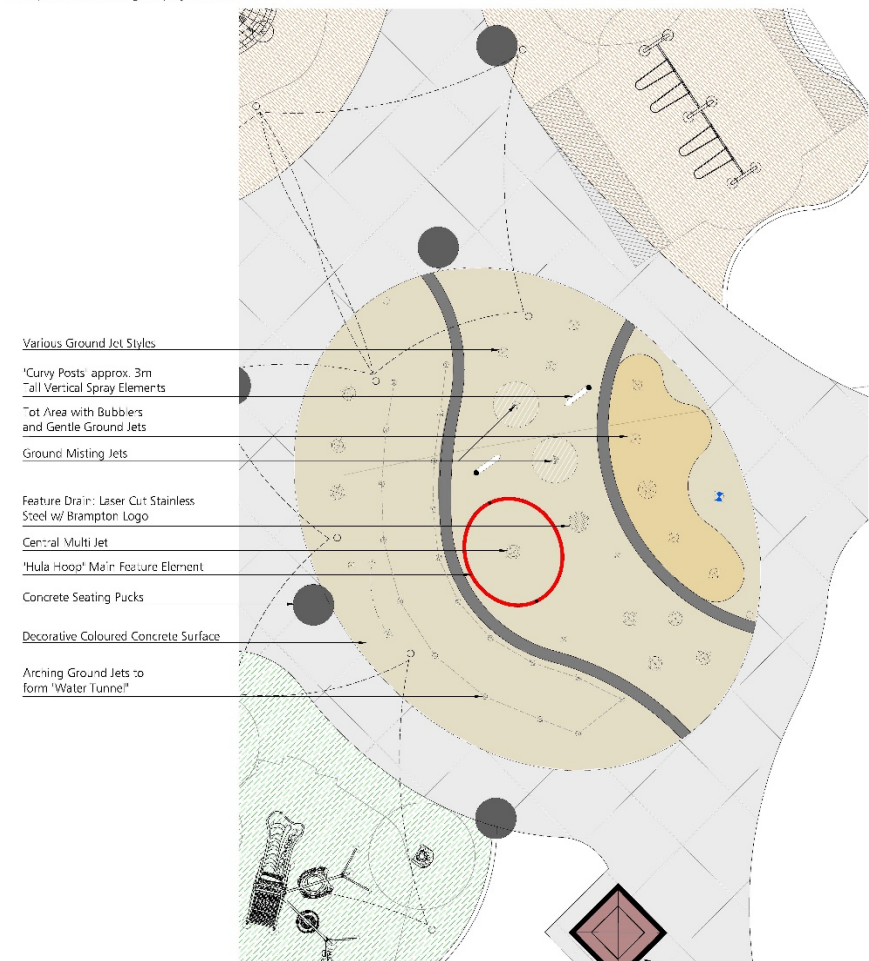 Various Ground Jet Styles
'Curvy Posts' approx. 3m
Tall Vertical Spray Elements
Tot Area with Bubblers
and Gentle Ground Jets
Ground Misting Jets
Feature Drain: Laser Cut Stainless
Steel w/ Brampton Logo
Central Multi Jet
"Hula Hoop" Main Feature Element
Concrete Seating Pucks
Decorative Coloured Concrete Surface
Arching Ground Jets to
form "Water Tunnel"